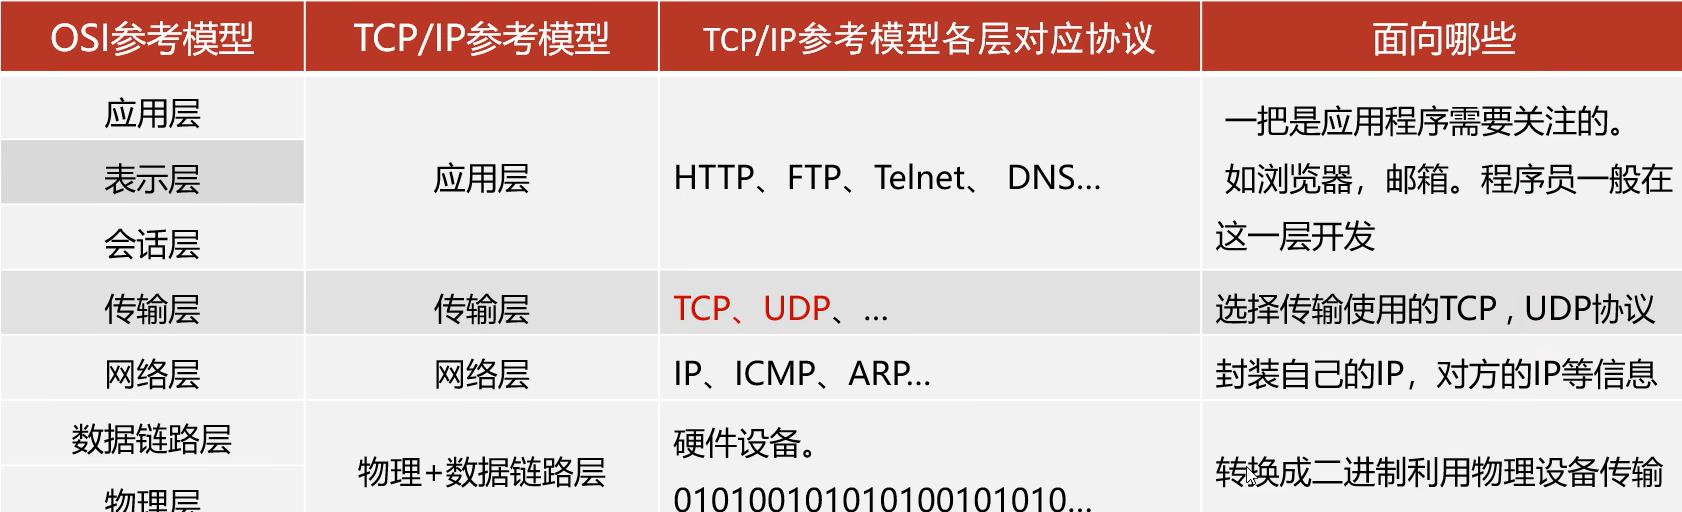 OSI参考模型
TCP/IP参考模型
TCP/IP参考模型各层对应协议
面向哪些
应用层
表示层
会话层
应用层
HTTP、FTP、Telnet、 DNS...
一把是应用程序需要关注的。
如浏览器，邮箱。程序员一般在
这一层开发
传输层
传输层
TCP、UDP、...
选择传输使用的TCP , UDP协议
网络层
网络层
IP、ICMP、ARP...
封装自己的IP，对方的IP等信息
数据链路层
物理层
物理+数据链路层
硬件设备。
010100101010100101010...
转换成二进制利用物理设备传输